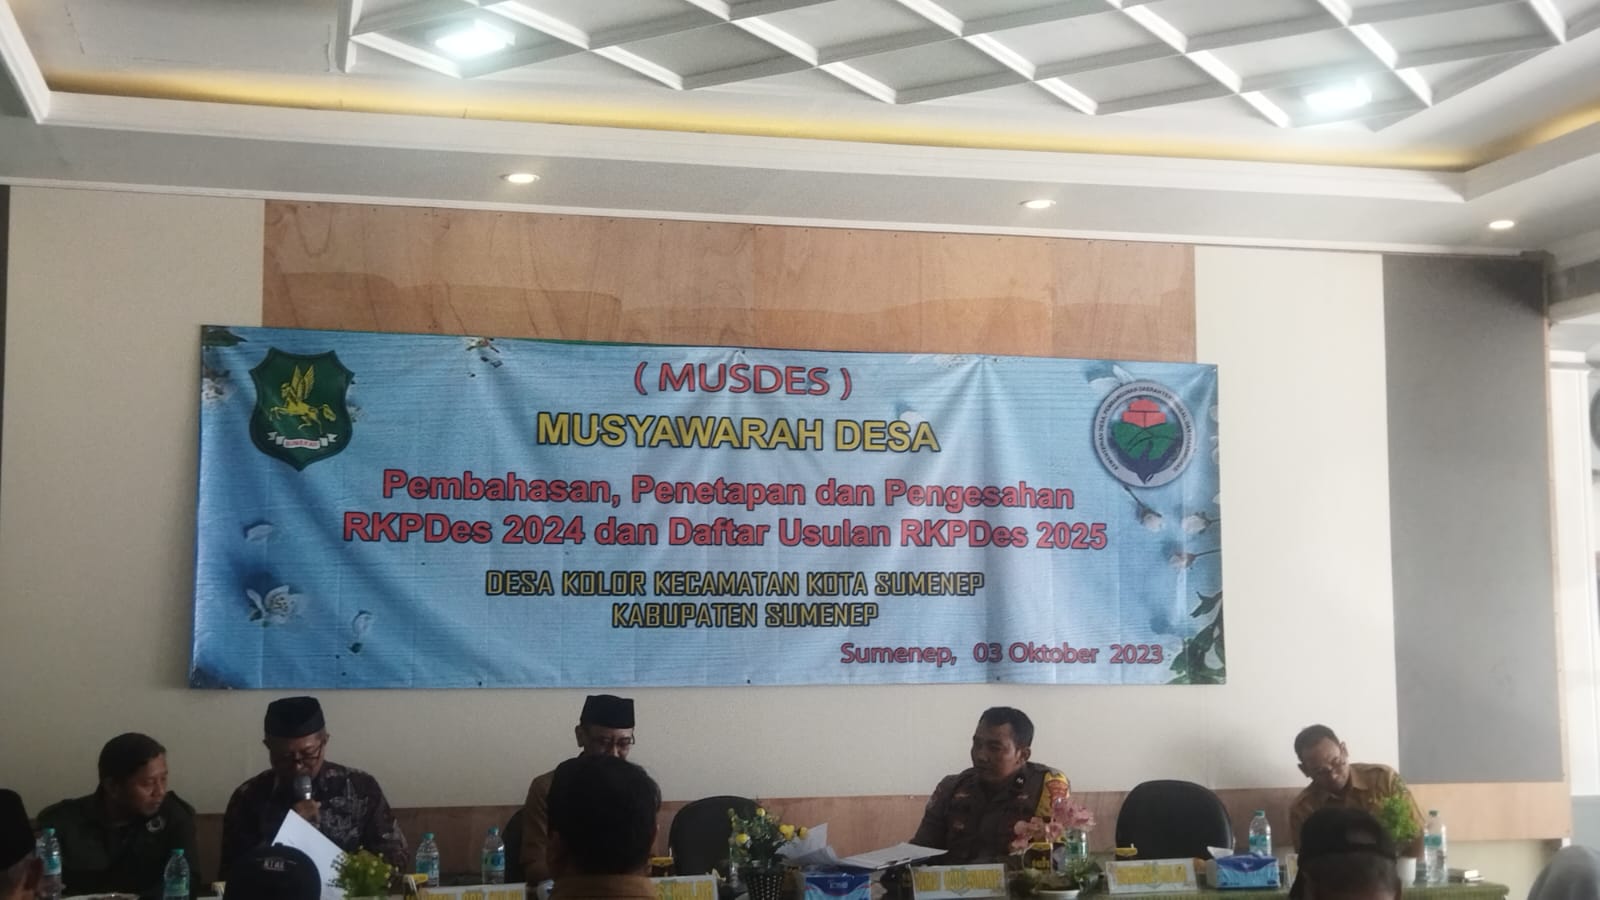 ( MUSDES )
MUSYAWARAH DESA
Pembahasan, Penetapan dan Pengesahan
RKPDes 2024 dan Daftar Usulan RKPDes 2025
DESA KOLOR KECAMATAN KOTA SUMENEP
KABUPATEN SUMENEP
Sumenep, 03 Oktober 2023